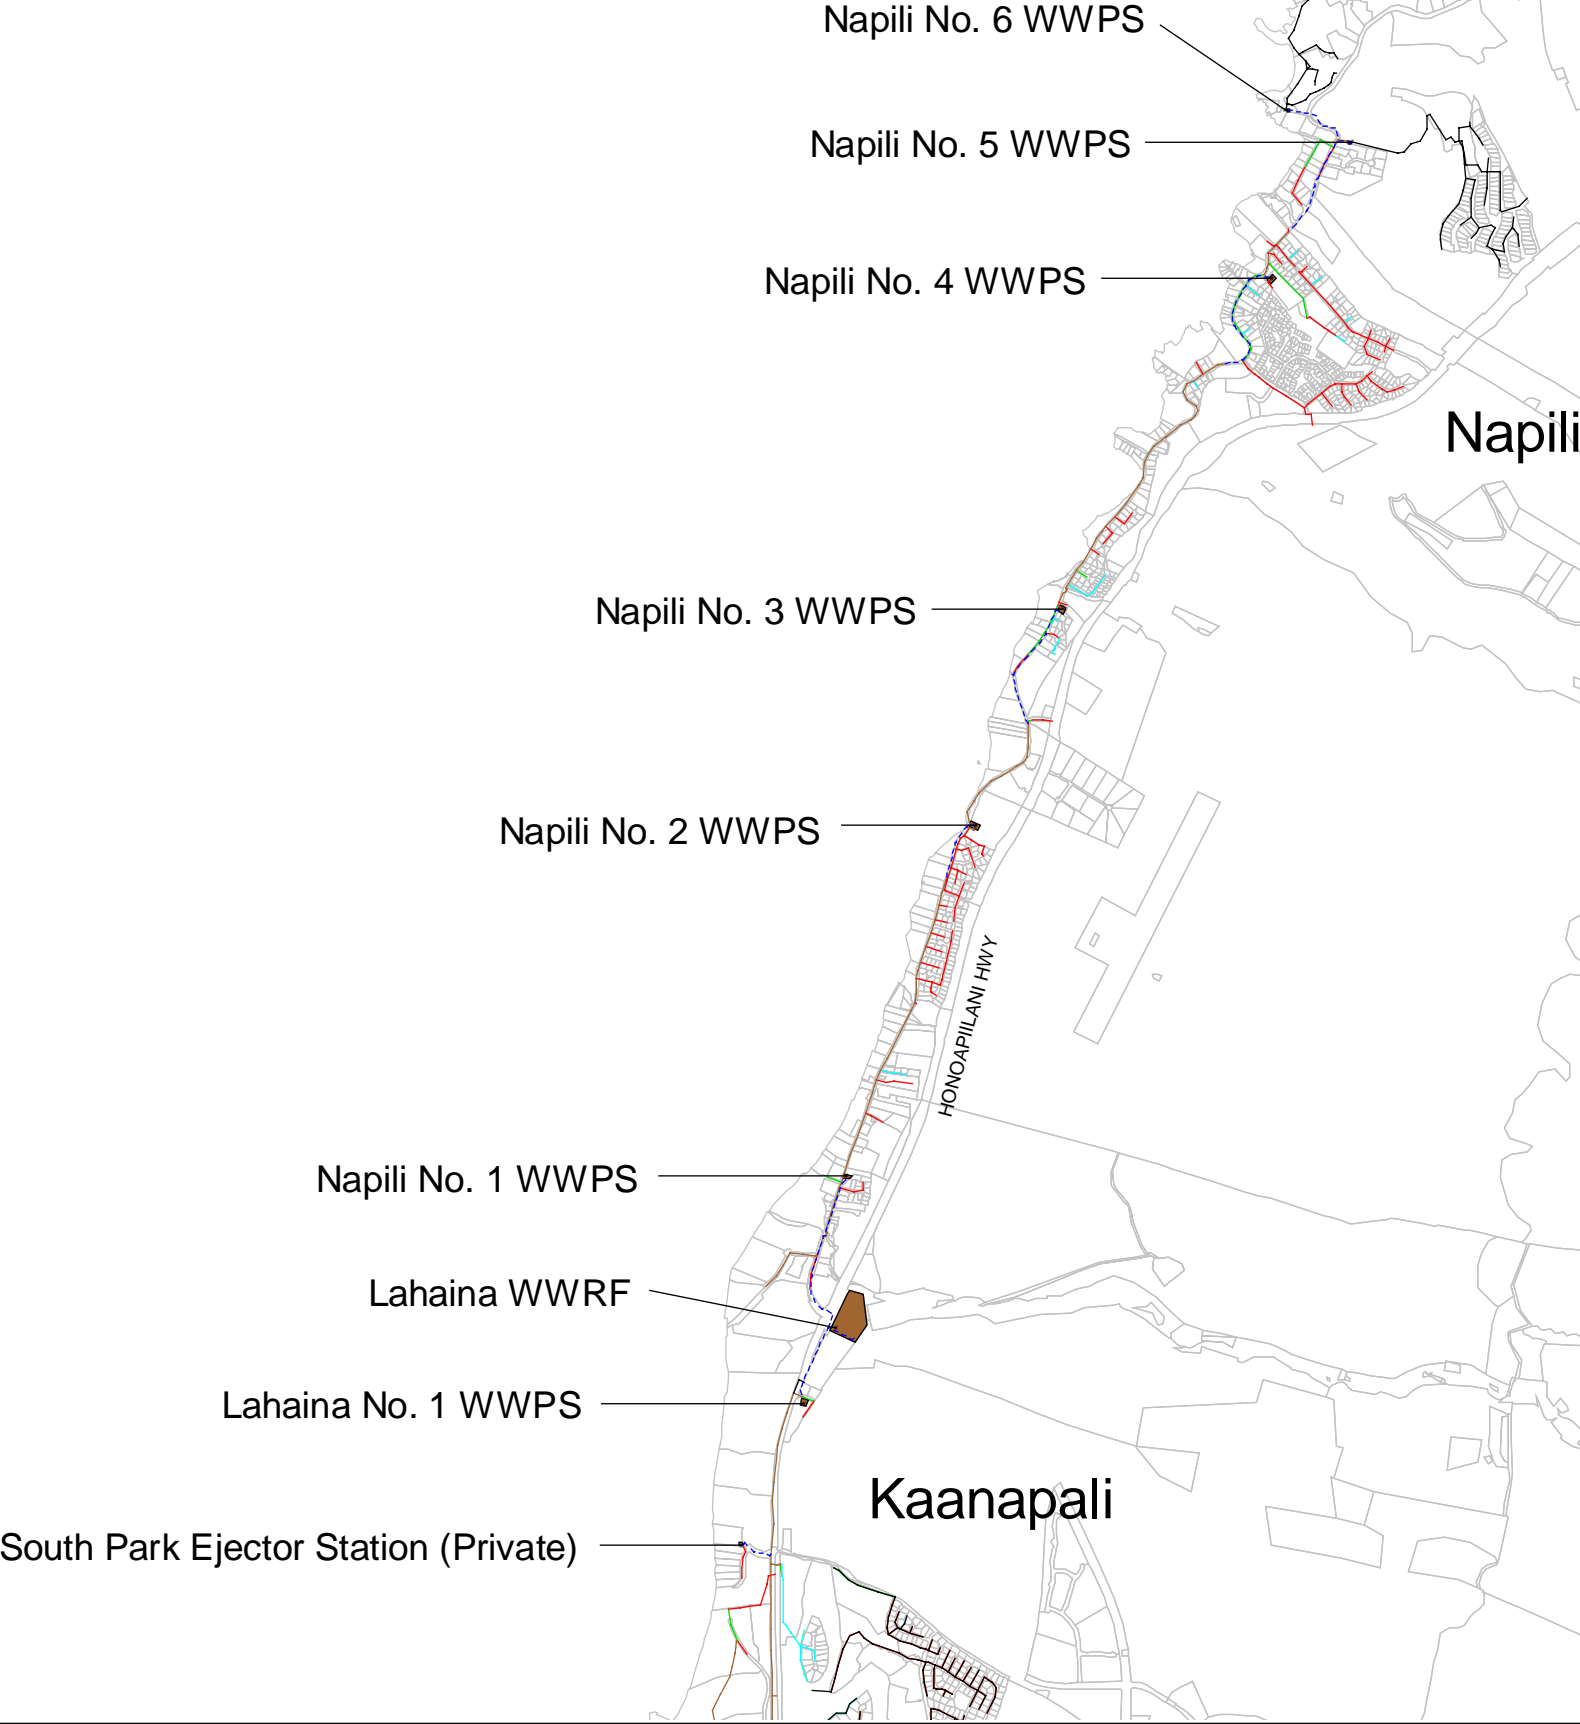 Napili No. 6 WWPS
Napili No. 5 WWPS
Napili No. 4 WWPS
Napili
Napili No. 3 WWPS
Napili No. 2 WWPS
HONOAPIILANI HWY
Napili No. 1 WWPS
Lahaina WWRF
Lahaina No. 1 WWPS
Kaanapali
South Park Ejector Station (Private)